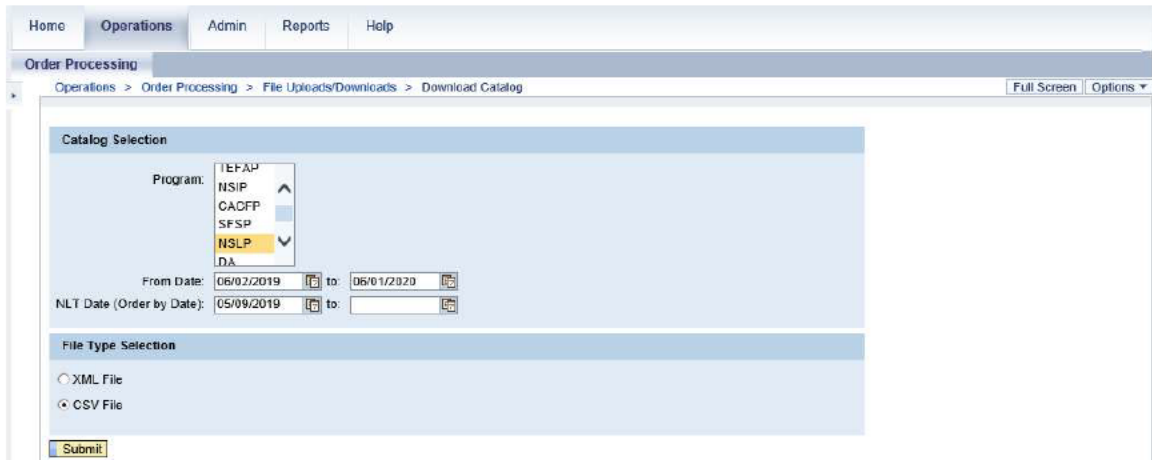 Home Operations Admin Reports Help
Order Processing
Operations > Order Processing > File Uploads/Downloads > Download Catalog Full Screen Options
Catalog Selection
Program:
TEFAP
NSIP
CACFP
SFSP
NSLP
DA
From Date: 06/02/2019 to: 06/01/2020
NLT Date (Order by Date): 05/09/2019 to:
File Type Selection
XML File
CSV File
Submit